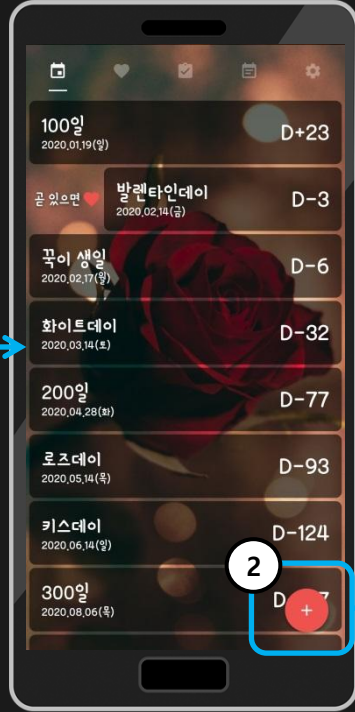 100일
D+23
2020.01.19(일)
곧 있으면
발렌타인데이
D-3
2020.02.14(금)
꾹이 생일
D-6
2020.02.17(월)
화이트데이
D-32
2020.03.14(토)
200일
D-77
2020.04.28(화)
로즈데이
D-93
2020.05.14(목)
키스데이
D-124
2020.06.14(일)
2
300일
2020.08.06(목)
+